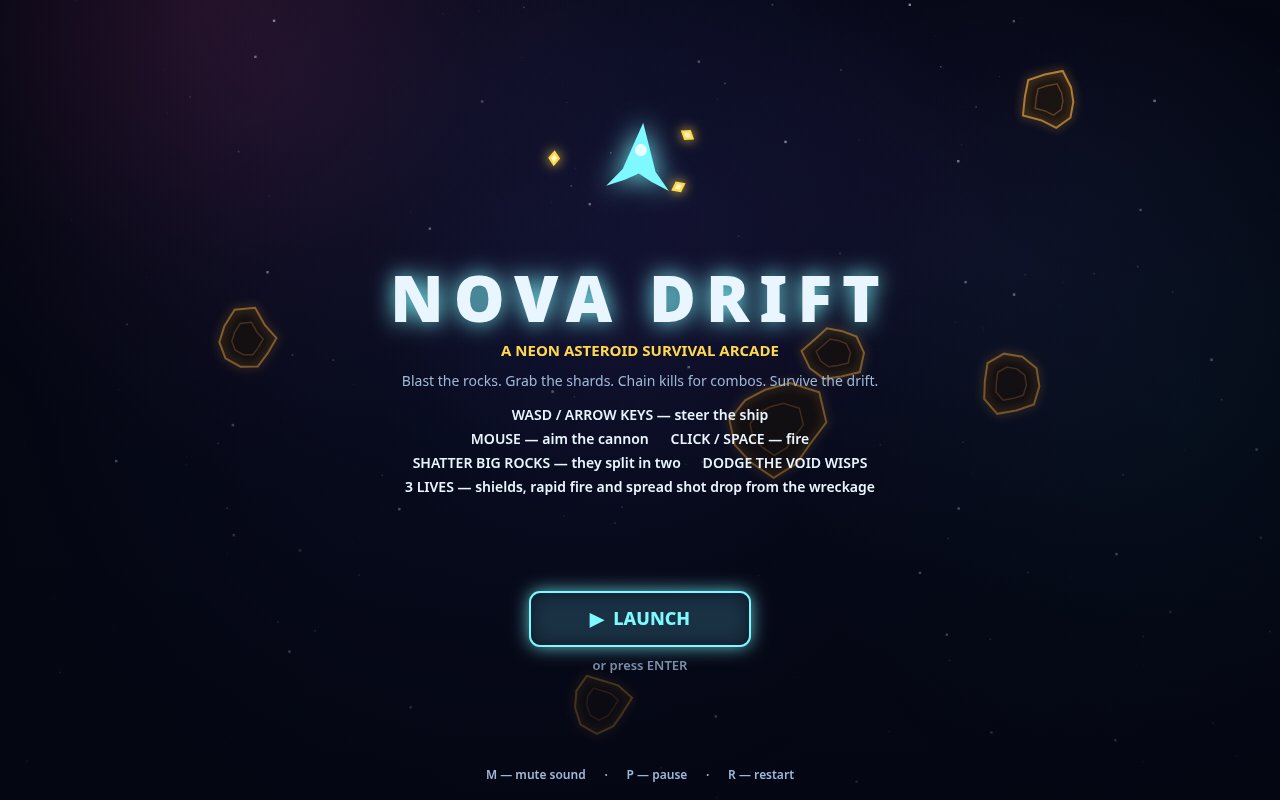 NOVA DRIFT
A NEON ASTEROID SURVIVAL ARCADE
Blast the rocks. Grab the shards. Chain kills for combos. Survive the drift.
WASD / ARROW KEYS — steer the ship
MOUSE — aim the cannon CLICK / SPACE — fire
SHATTER BIG ROCKS — they split in two DODGE THE VOID WISPS
3 LIVES — shields, rapid fire and spread shot drop from the wreckage
▶ LAUNCH
or press ENTER
M — mute sound · P — pause · R — restart